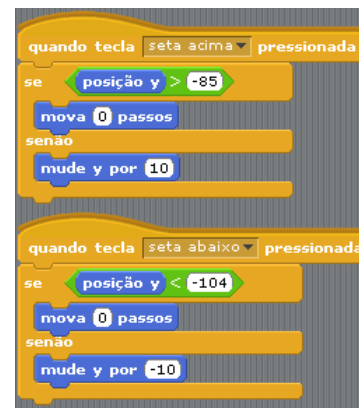 quando tecla seta acima pressionada
se posição y > -85
mova 0 passos
senão
mude y por 10
quando tecla seta abaixo pressionada
se posição y < -104
mova 0 passos
senão
mude y por -10